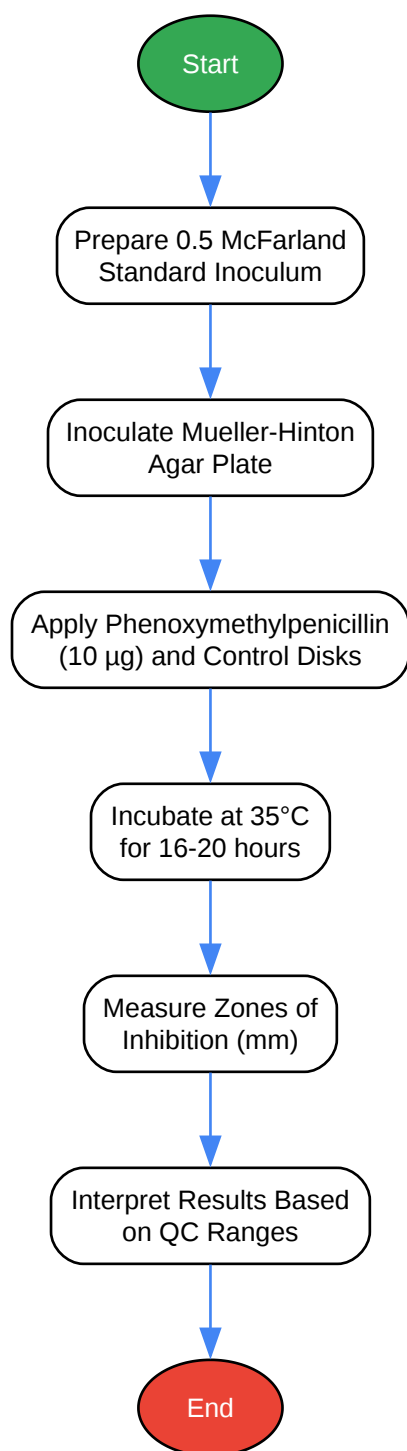 Start
Prepare 0.5 McFarland
Standard Inoculum
Inoculate Mueller-Hinton
Agar Plate
Apply Phenoxymethylpenicillin
(10 µg) and Control Disks
Incubate at 35°C
for 16-20 hours
Measure Zones of
Inhibition (mm)
Interpret Results Based
on QC Ranges
End